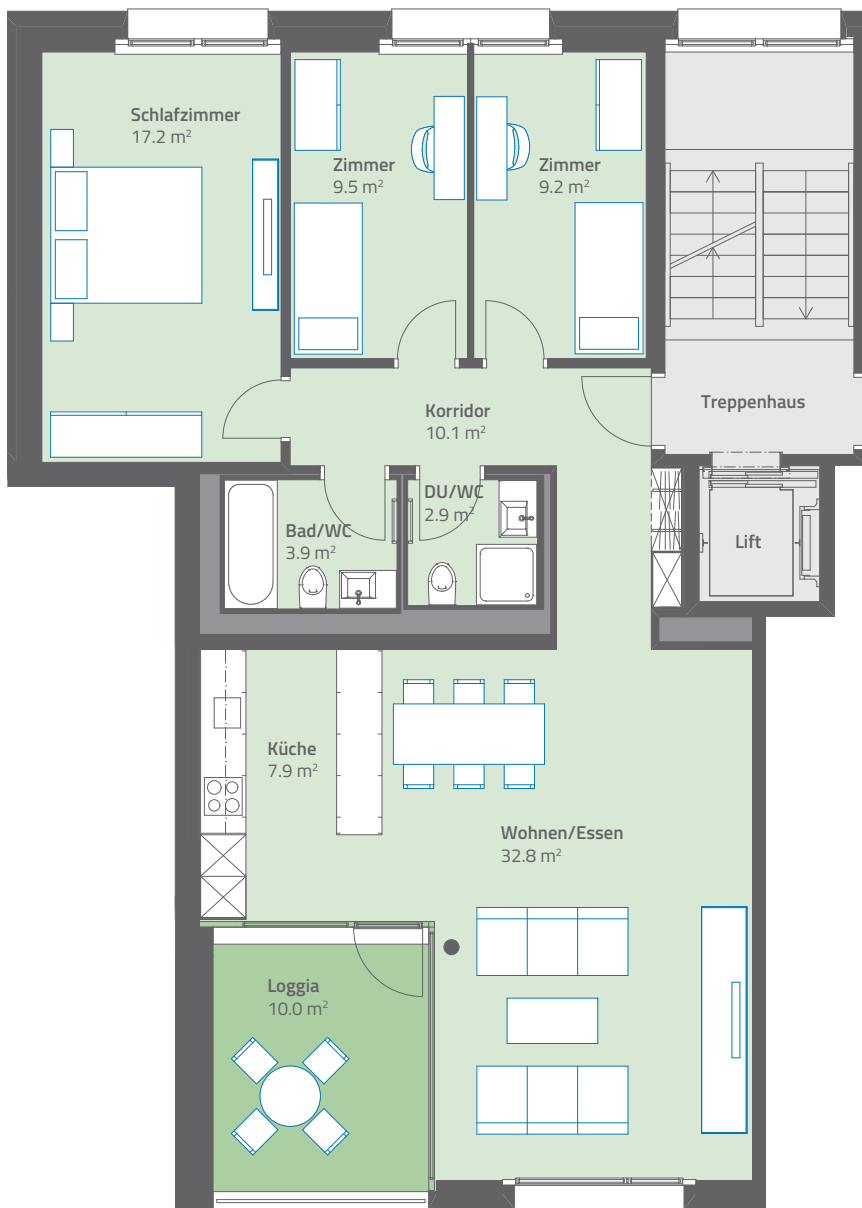 Schlafzimmer
17.2 m²
Zimmer
9.5 m²
Zimmer
9.2 m²
Korridor
10.1 m²
Treppenhaus
Bad/WC
3.9 m²
DU/WC
2.9 m²
Lift
Küche
7.9 m²
Wohnen/Essen
32.8 m²
Loggia
10.0 m²